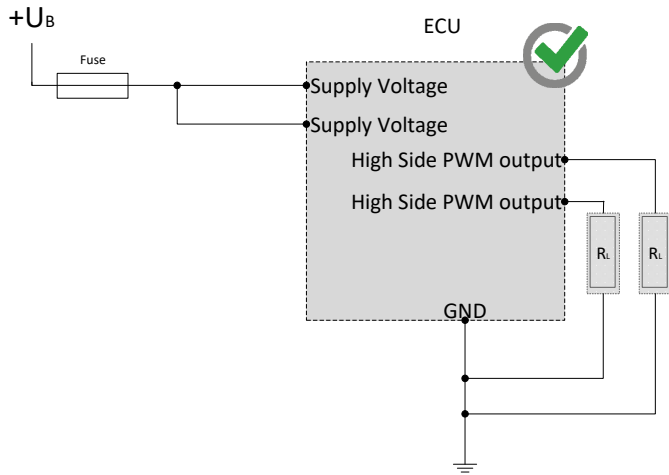 +UB
ECU
Fuse
Supply Voltage
Supply Voltage
High Side PWM output
High Side PWM output
RL
RL
GND